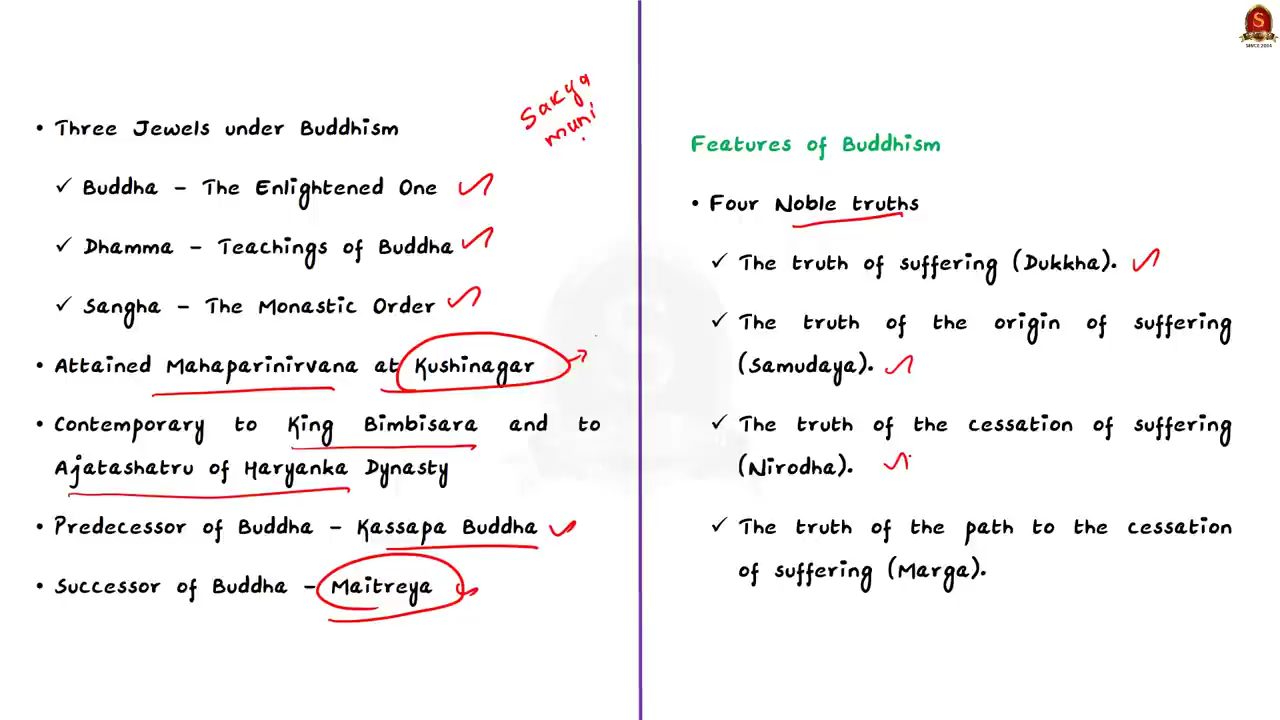 Sakya
muni
• Three Jewels under Buddhism
✓ Buddha – The Enlightened One
✓ Dhamma – Teachings of Buddha
✓ Sangha – The Monastic Order
• Attained Mahaparinirvana at Kushinagar
• Contemporary to King Bimbisara and to
Ajatashatru of Haryanka Dynasty
• Predecessor of Buddha – Kassapa Buddha
• Successor of Buddha – Maitreya
Features of Buddhism
• Four Noble truths
✓ The truth of suffering (Dukkha).
✓ The truth of the origin of suffering
(Samudaya).
✓ The truth of the cessation of suffering
(Nirodha).
✓ The truth of the path to the cessation
of suffering (Marga).
S
SINCE 2004